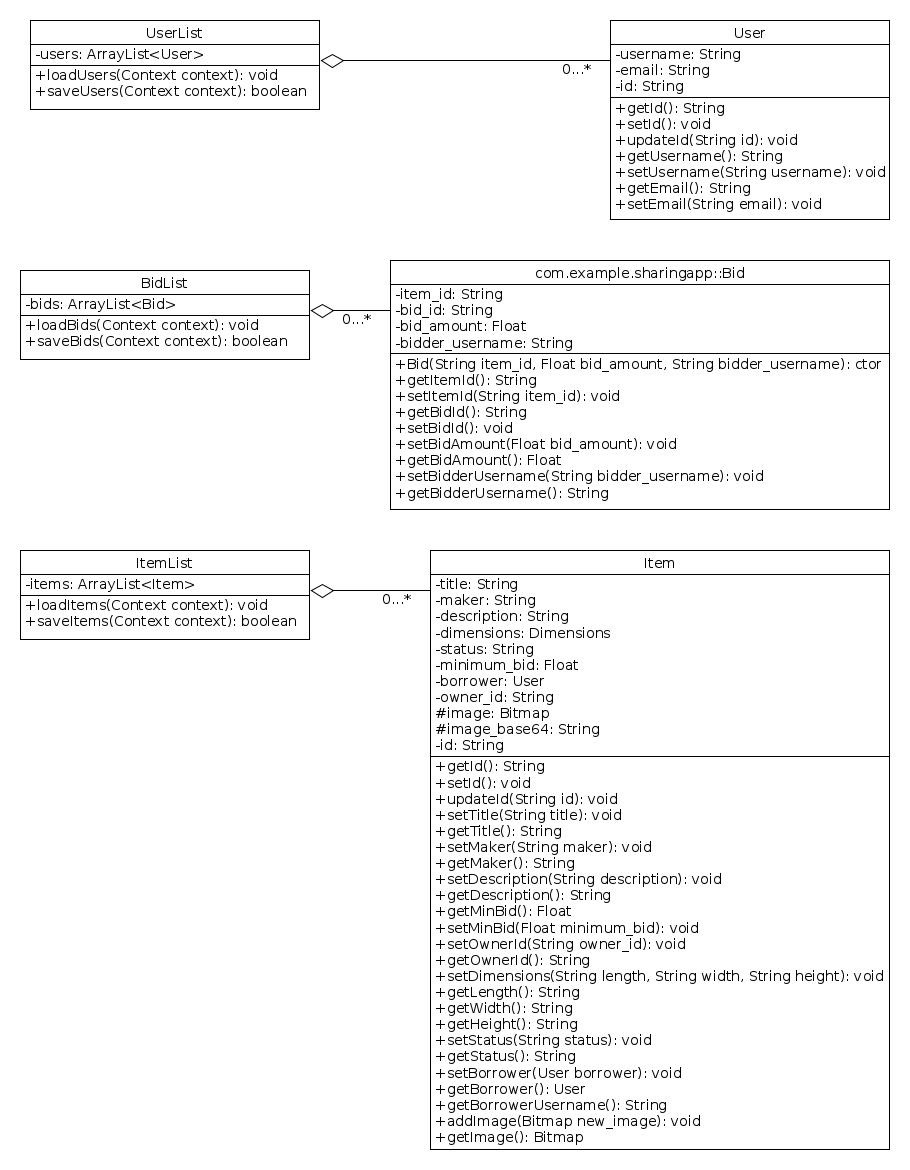 UserList
-users: ArrayList<User>
+loadUsers(Context context): void
+saveUsers(Context context): boolean
0...*
User
-username: String
-email: String
-id: String
+getId(): String
+setId(): void
+updateId(String id): void
+getUsername(): String
+setUsername(String username): void
+getEmail(): String
+setEmail(String email): void
BidList
-bids: ArrayList<Bid>
+loadBids(Context context): void
+saveBids(Context context): boolean
0...*
com.example.sharingapp::Bid
-item_id: String
-bid_id: String
-bid_amount: Float
-bidder_username: String
+Bid(String item_id, Float bid_amount, String bidder_username): ctor
+getItemId(): String
+setItemId(String item_id): void
+getBidId(): String
+setBidId(): void
+setBidAmount(Float bid_amount): void
+getBidAmount(): Float
+setBidderUsername(String bidder_username): void
+getBidderUsername(): String
ItemList
-items: ArrayList<Item>
+loadItems(Context context): void
+saveItems(Context context): boolean
0...*
Item
-title: String
-maker: String
-description: String
-dimensions: Dimensions
-status: String
-minimum_bid: Float
-borrower: User
-owner_id: String
#image: Bitmap
#image_base64: String
-id: String
+getId(): String
+setId(): void
+updateId(String id): void
+setTitle(String title): void
+getTitle(): String
+setMaker(String maker): void
+getMaker(): String
+setDescription(String description): void
+getDescription(): String
+getMinBid(): Float
+setMinBid(Float minimum_bid): void
+setOwnerId(String owner_id): void
+getOwnerId(): String
+setDimensions(String length, String width, String height): void
+getLength(): String
+getWidth(): String
+getHeight(): String
+setStatus(String status): void
+getStatus(): String
+setBorrower(User borrower): void
+getBorrower(): User
+getBorrowerUsername(): String
+addImage(Bitmap new_image): void
+getImage(): Bitmap